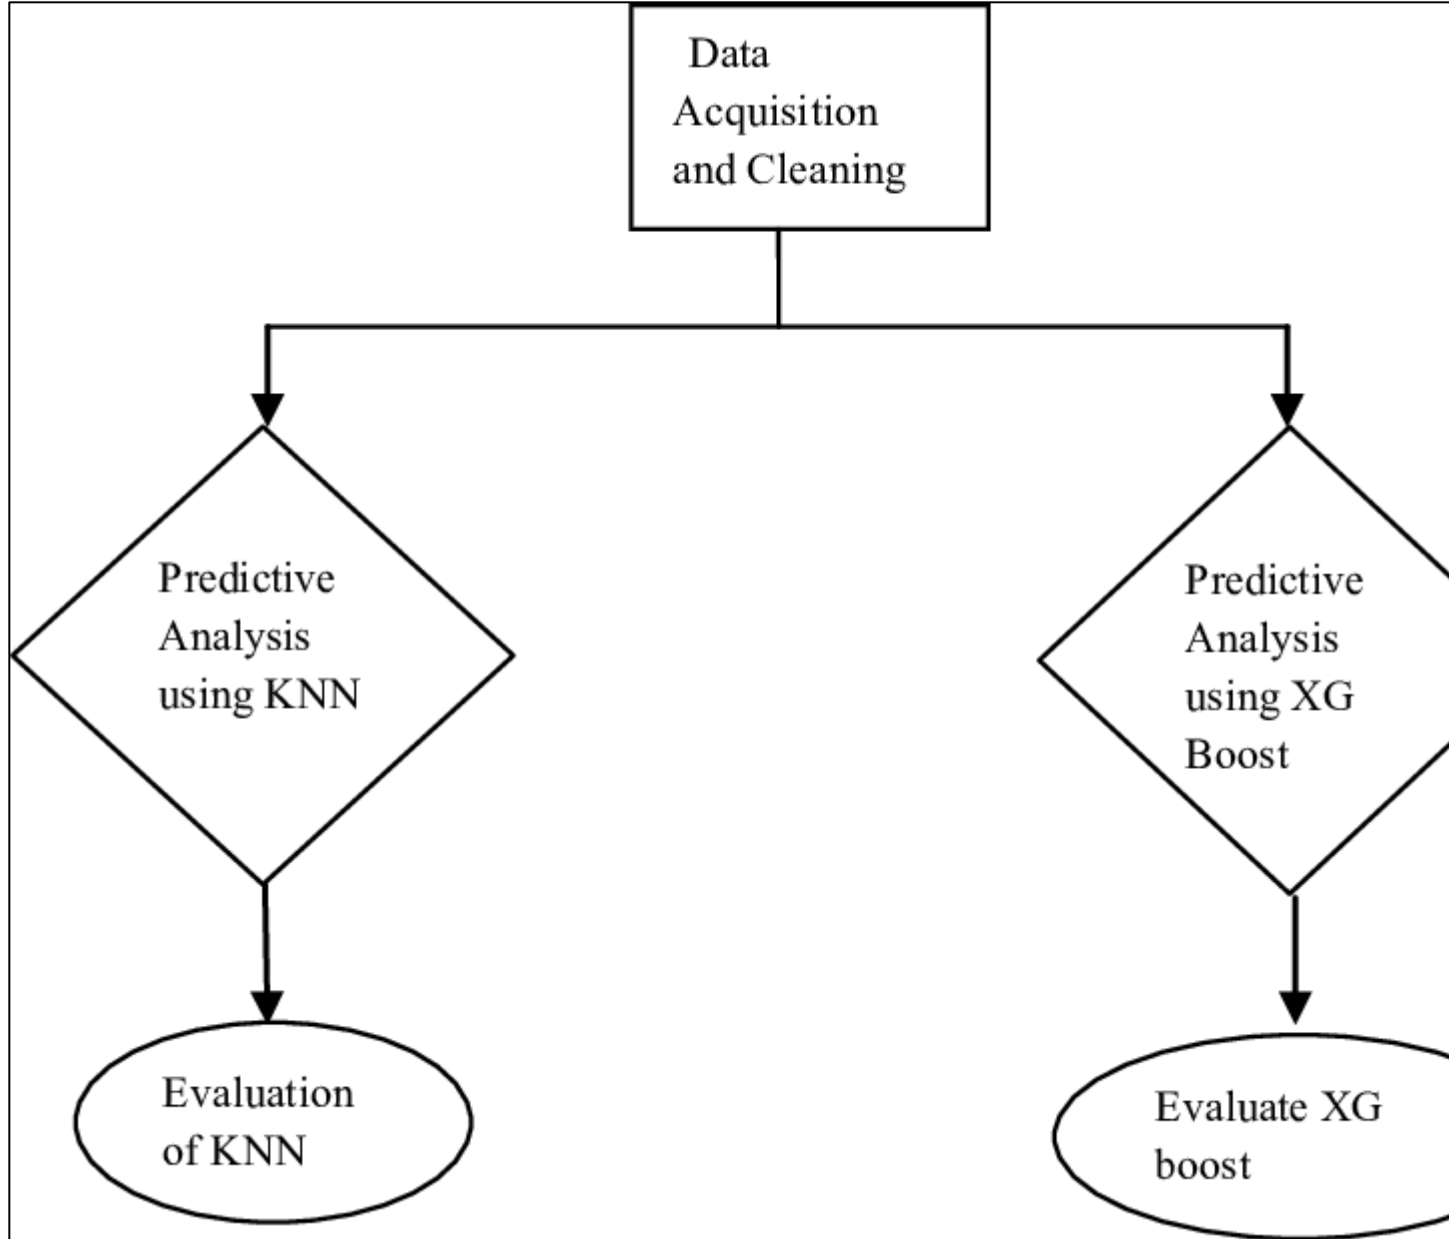 Data
Acquisition
and Cleaning
Predictive
Analysis
using KNN
Predictive
Analysis
using XG
Boost
Evaluation
of KNN
Evaluate XG
boost